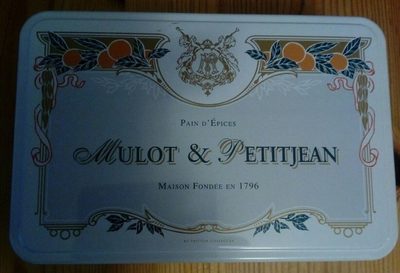 Pain d'Épices
Mulot & Petitjean
Maison Fondée en 1796